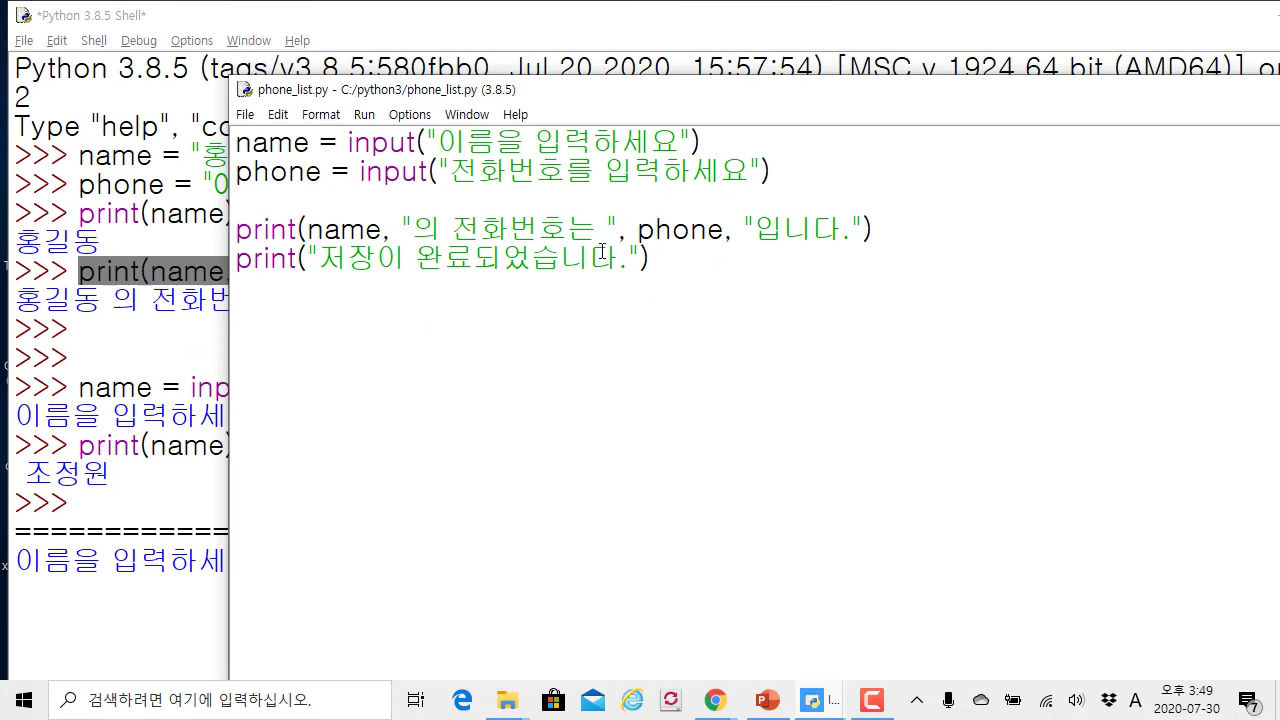 *Python 3.8.5 Shell*
File Edit Shell Debug Options Window Help
Python 3.8.5 (tags/v3.8.5:580fbb0, Jul 20 2020, 15:57:54) [MSC v.1924 64 bit (AMD64)] on
2
Type "help", "co
>>> name = "홍
>>> phone = "0
>>> print(name)
홍길동
>>> print(name,
홍길동 의 전화번
>>>
>>>
>>> name = inp
이름을 입력하세
>>> print(name)
조정원
>>>
=============
이름을 입력하세
phone_list.py - C:/python3/phone_list.py (3.8.5)
File Edit Format Run Options Window Help
name = input("이름을 입력하세요")
phone = input("전화번호를 입력하세요")
print(name, "의 전화번호는 ", phone, "입니다.")
print("저장이 완료되었습니다.")
검색하려면 여기에 입력하십시오.
I...
A
오후 3:49
2020-07-30
7